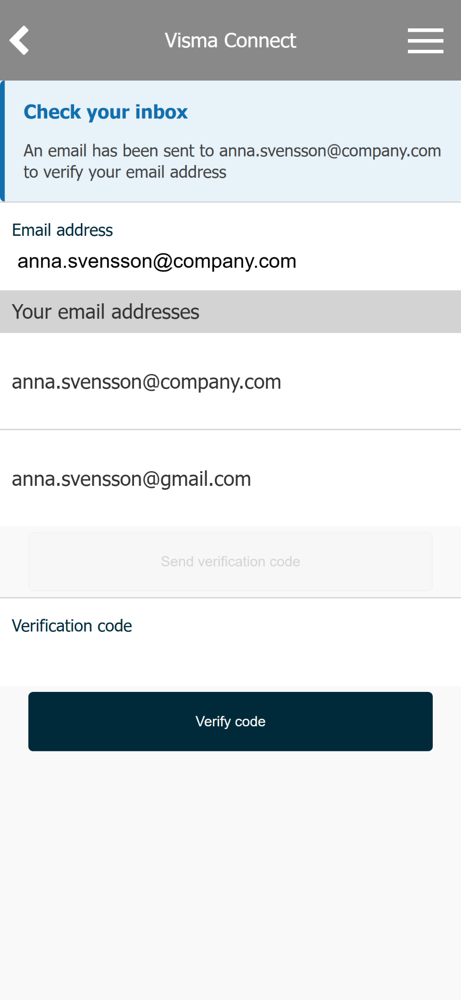 Visma Connect
Check your inbox
An email has been sent to anna.svensson@company.com
to verify your email address
Email address
anna.svensson@company.com
Your email addresses
anna.svensson@company.com
anna.svensson@gmail.com
Send verification code
Verification code
Verify code